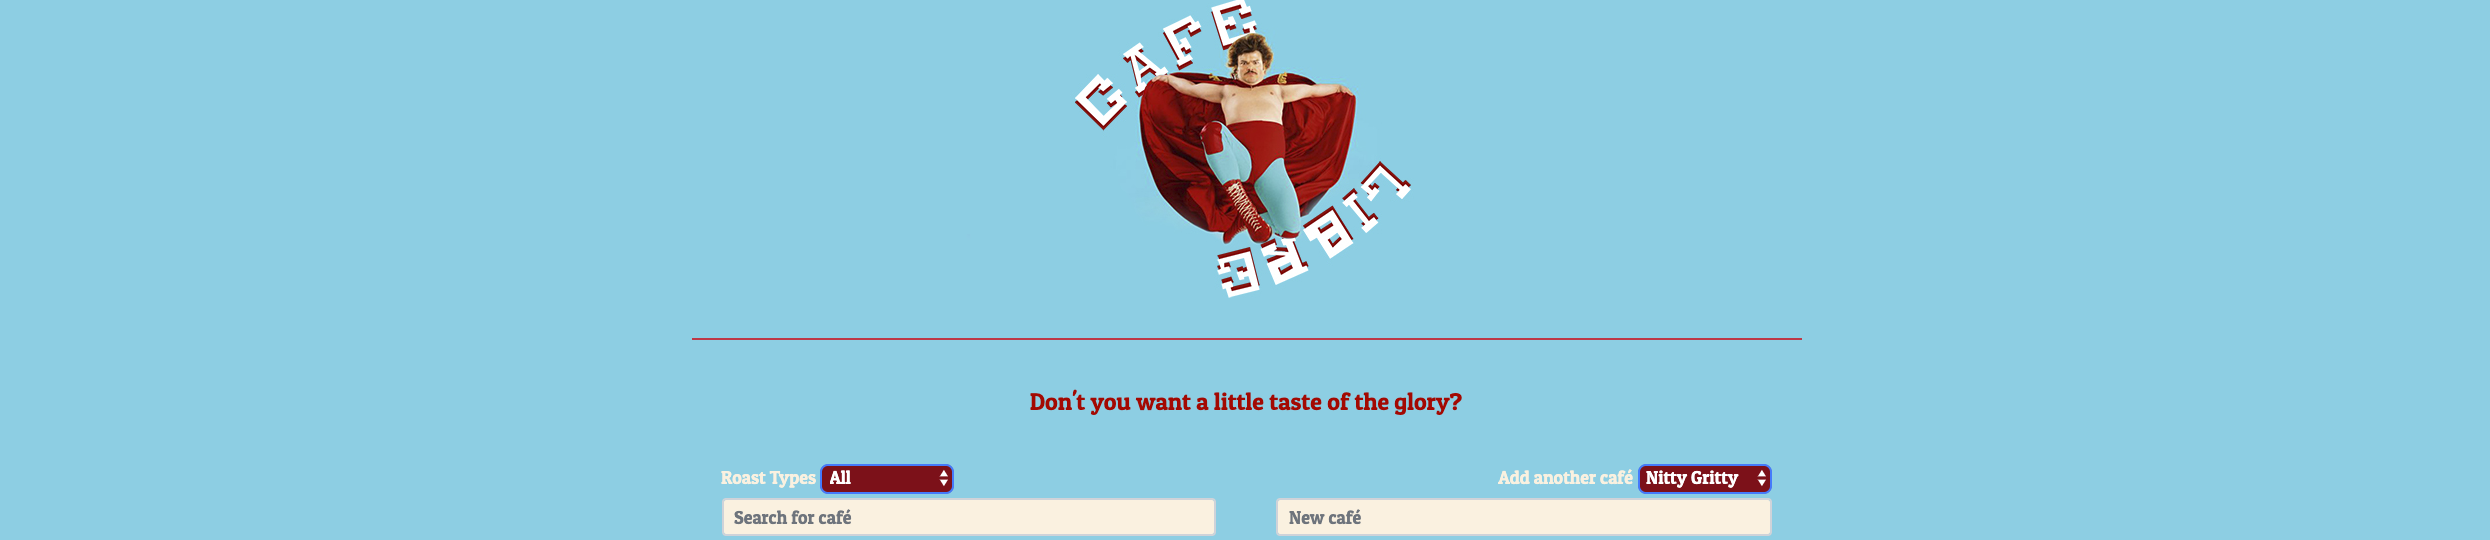 CAFE
LIBRE
Don't you want a little taste of the glory?
Roast Types All
Add another café Nitty Gritty
Search for café
New café